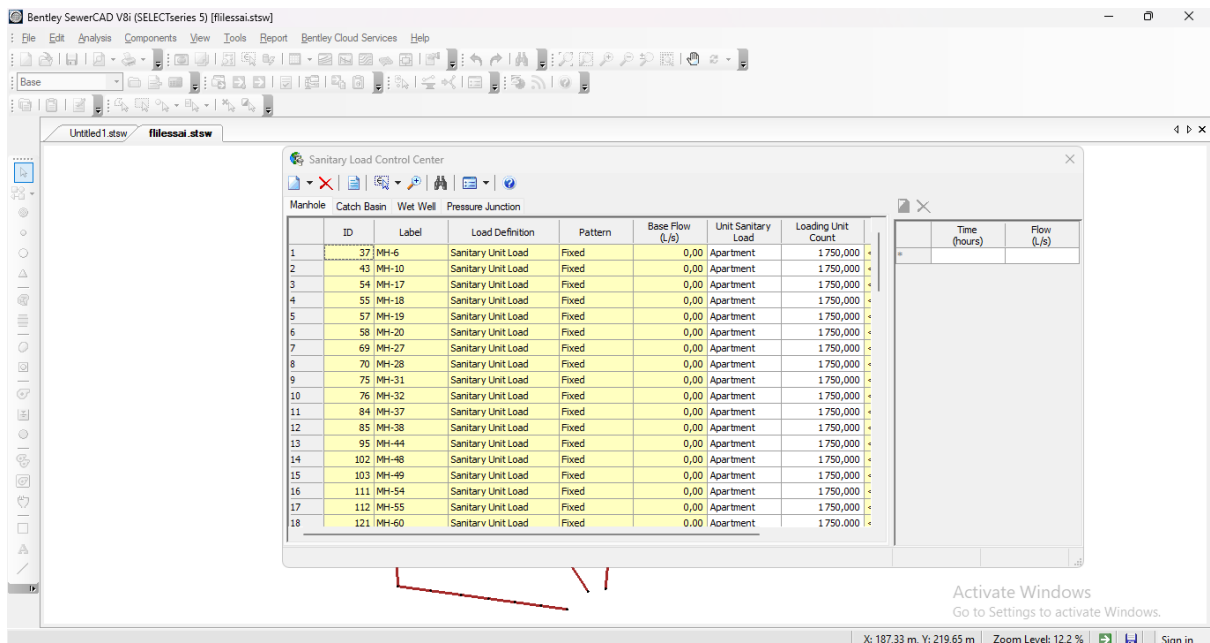 Bentley SewerCAD V8i (SELECTseries 5) [flilessai.stsw]
File Edit Analysis Components View Tools Report Bentley Cloud Services Help
Base
Untitled1.stsw flilessai.stsw
Sanitary Load Control Center
Manhole Catch Basin Wet Well Pressure Junction
ID Label Load Definition Pattern Base Flow (L/s) Unit Sanitary Load Loading Unit Count
Time (hours) Flow (L/s)
1 37 MH-6 Sanitary Unit Load Fixed 0,00 Apartment 1 750,000 <
*
2 43 MH-10 Sanitary Unit Load Fixed 0,00 Apartment 1 750,000 <
3 54 MH-17 Sanitary Unit Load Fixed 0,00 Apartment 1 750,000 <
4 55 MH-18 Sanitary Unit Load Fixed 0,00 Apartment 1 750,000 <
5 57 MH-19 Sanitary Unit Load Fixed 0,00 Apartment 1 750,000 <
6 58 MH-20 Sanitary Unit Load Fixed 0,00 Apartment 1 750,000 <
7 69 MH-27 Sanitary Unit Load Fixed 0,00 Apartment 1 750,000 <
8 70 MH-28 Sanitary Unit Load Fixed 0,00 Apartment 1 750,000 <
9 75 MH-31 Sanitary Unit Load Fixed 0,00 Apartment 1 750,000 <
10 76 MH-32 Sanitary Unit Load Fixed 0,00 Apartment 1 750,000 <
11 84 MH-37 Sanitary Unit Load Fixed 0,00 Apartment 1 750,000 <
12 85 MH-38 Sanitary Unit Load Fixed 0,00 Apartment 1 750,000 <
13 95 MH-44 Sanitary Unit Load Fixed 0,00 Apartment 1 750,000 <
14 102 MH-48 Sanitary Unit Load Fixed 0,00 Apartment 1 750,000 <
15 103 MH-49 Sanitary Unit Load Fixed 0,00 Apartment 1 750,000 <
16 111 MH-54 Sanitary Unit Load Fixed 0,00 Apartment 1 750,000 <
17 112 MH-55 Sanitary Unit Load Fixed 0,00 Apartment 1 750,000 <
18 121 MH-60 Sanitary Unit Load Fixed 0,00 Apartment 1 750,000 <
Activate Windows
Go to Settings to activate Windows.
X: 187.33 m, Y: 219.65 m Zoom Level: 12.2 % Sign in